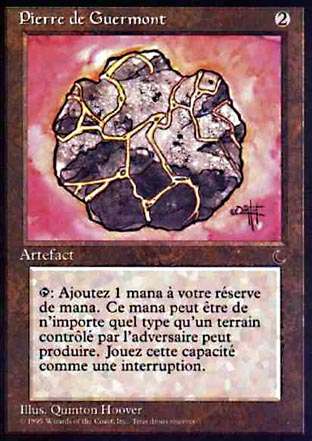 Pierre de Guermont 2
Artefact
: Ajoutez 1 mana à votre réserve
de mana. Ce mana peut être de
n'importe quel type qu'un terrain
contrôlé par l'adversaire peut
produire. Jouez cette capacité
comme une interruption.
Illus. Quinton Hoover
© 1995 Wizards of the Coast, Inc. Tous droits réservés